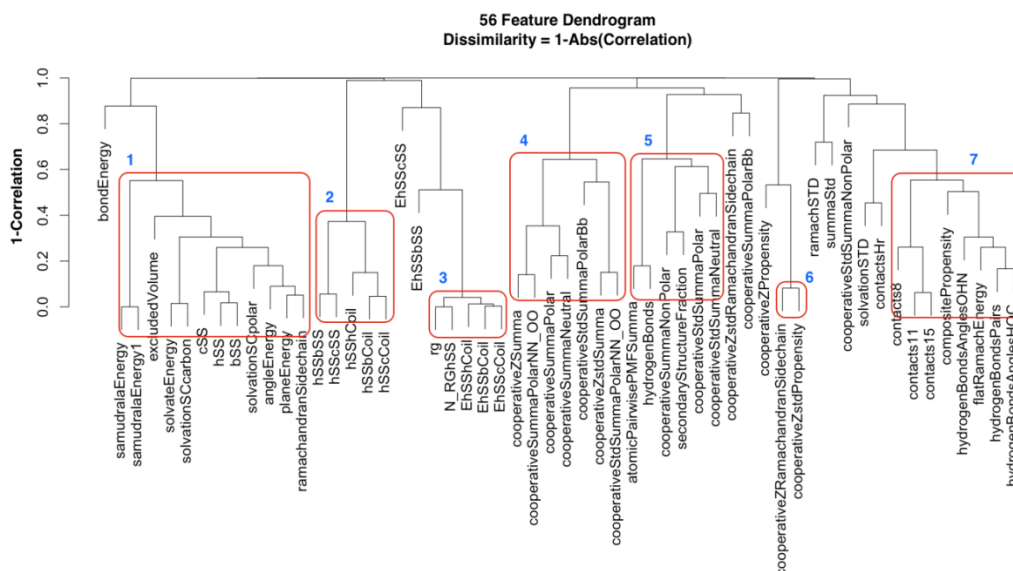 56 Feature Dendrogram
Dissimilarity = 1-Abs(Correlation)
1-Correlation
1.0
0.8
0.6
0.4
0.2
0.0
1
2
3
4
5
6
7
bondEnergy
samudralaEnergy
samudralaEnergy1
excludedVolume
solvateEnergy
solvationSCcarbon
cSS
hSS
bSS
solvationSCpolar
angleEnergy
planeEnergy
ramachandranSidechain
hSSbSS
hSScSS
hSShCoil
hSSbCoil
hSScCoil
EhSScSS
EhSSbSS
rg
N_RGhSS
EhSShCoil
EhSSbCoil
EhSScCoil
cooperativeZSumma
cooperativeSummaPolarNN_OO
cooperativeSummaPolar
cooperativeSummaNeutral
cooperativeStdSummaPolarBb
cooperativeZstdSumma
cooperativeStdSummaPolarNN_OO
atomicPairwisePMFSumma
hydrogenBonds
cooperativeSummaNonPolar
secondaryStructureFraction
cooperativeStdSummaPolar
cooperativeStdSummaNeutral
cooperativeZstdRamachandranSidechain
cooperativeSummaPolarBb
cooperativeZPropensity
cooperativeZRamachandranSidechain
cooperativeZstdPropensity
ramachSTD
summaStd
cooperativeStdSummaNonPolar
solvationSTD
contactsHr
contacts8
contacts11
contacts15
compositePropensity
hydrogenBondsAnglesOHN
flatRamachEnergy
hydrogenBondsPairs